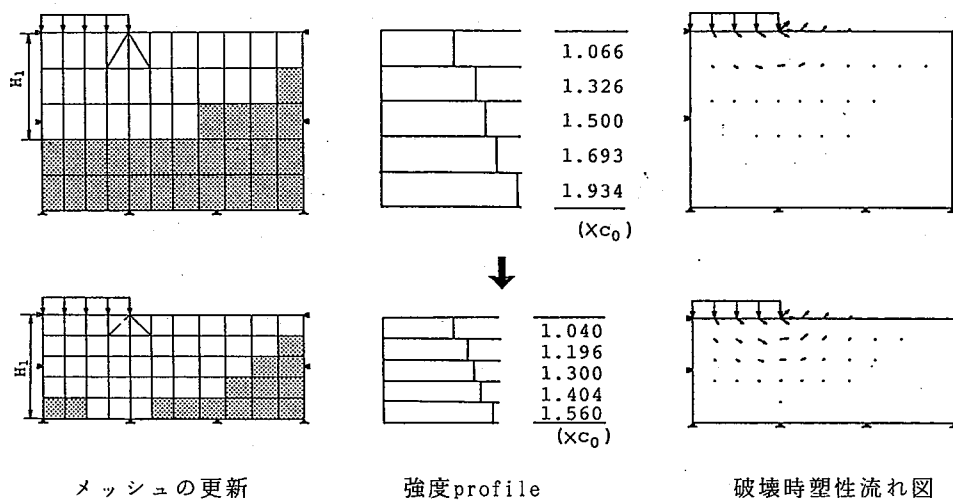 H1
1.066
1.326
1.500
1.693
1.934
(Xc0)
H1
1.040
1.196
1.300
1.404
1.560
(xc0)
メッシュの更新
強度profile
破壊時塑性流れ図